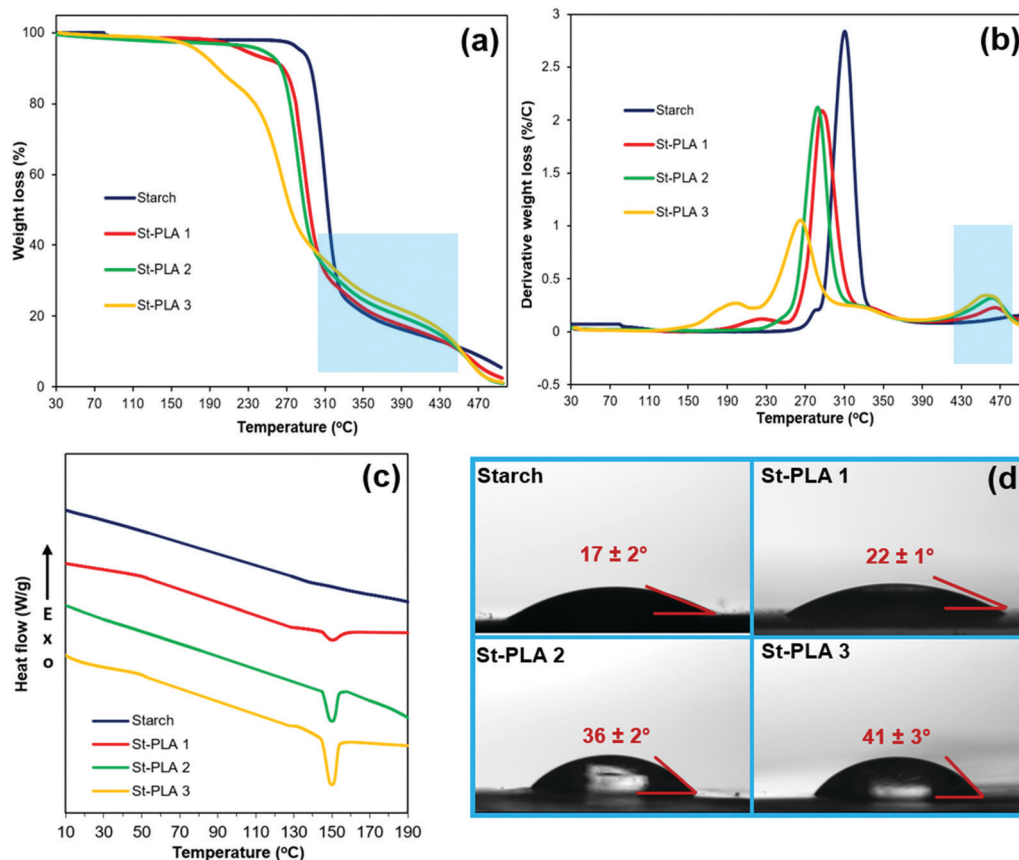 (a)
Weight loss (%)
100
80
60
40
20
0
Starch
St-PLA 1
St-PLA 2
St-PLA 3
30 70 110 150 190 230 270 310 350 390 430 470
Temperature (ºC)
(b)
Derivative weight loss (%/C)
3
2.5
2
1.5
1
0.5
0
-0.5
Starch
St-PLA 1
St-PLA 2
St-PLA 3
30 70 110 150 190 230 270 310 350 390 430 470
Temperature (ºC)
(c)
Heat flow (W/g)
E x o
Starch
St-PLA 1
St-PLA 2
St-PLA 3
10 30 50 70 90 110 130 150 170 190
Temperature (ºC)
(d)
Starch
17 ± 2°
St-PLA 1
22 ± 1°
St-PLA 2
36 ± 2°
St-PLA 3
41 ± 3°